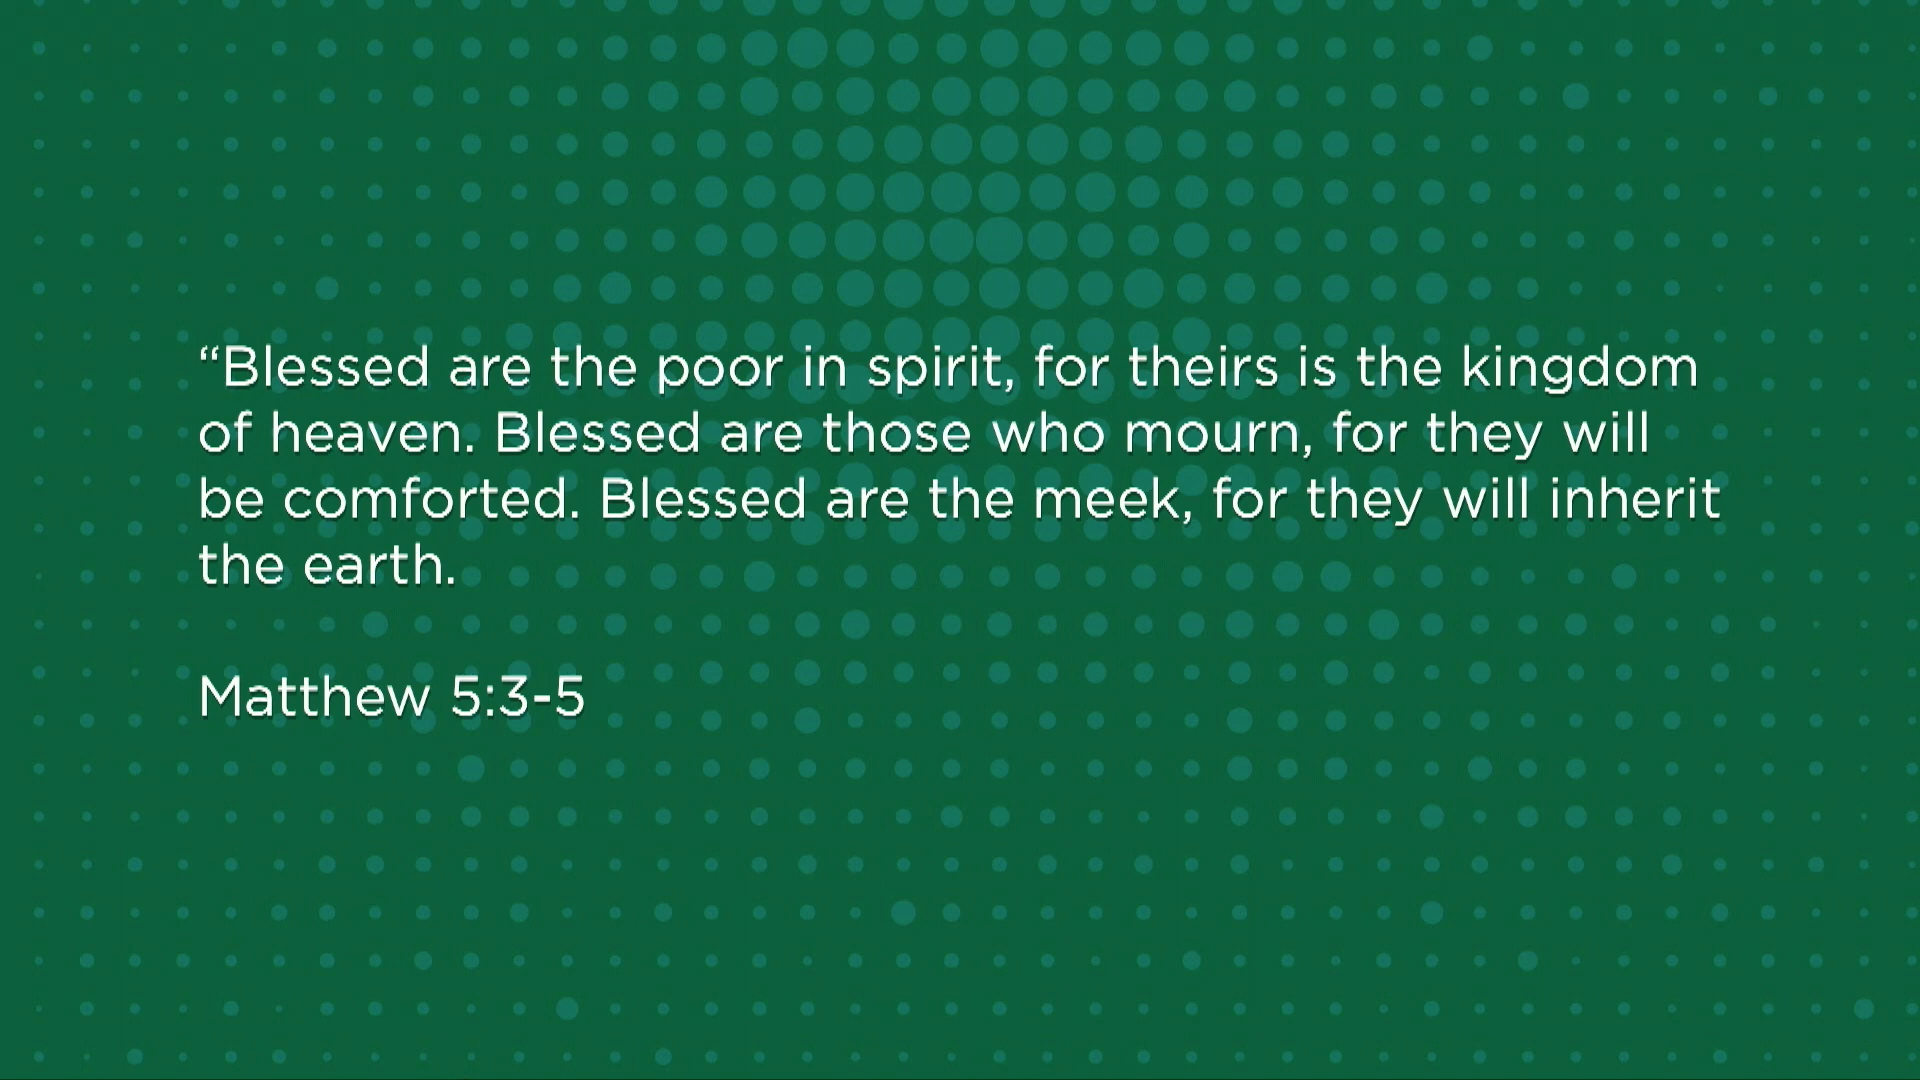 “Blessed are the poor in spirit, for theirs is the kingdom
of heaven. Blessed are those who mourn, for they will
be comforted. Blessed are the meek, for they will inherit
the earth.
Matthew 5:3-5